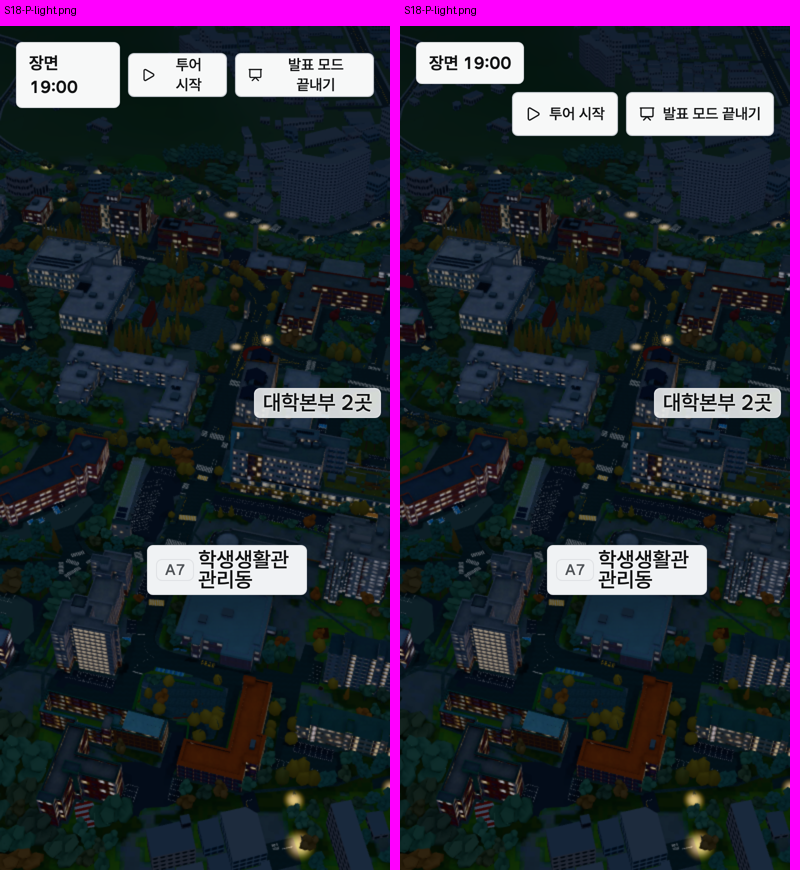 S18-P-light.png
장면
19:00
투어
시작
발표 모드
끝내기
대학본부 2곳
A7
학생생활관
관리동
S18-P-light.png
장면 19:00
투어 시작
발표 모드 끝내기
대학본부 2곳
A7
학생생활관
관리동